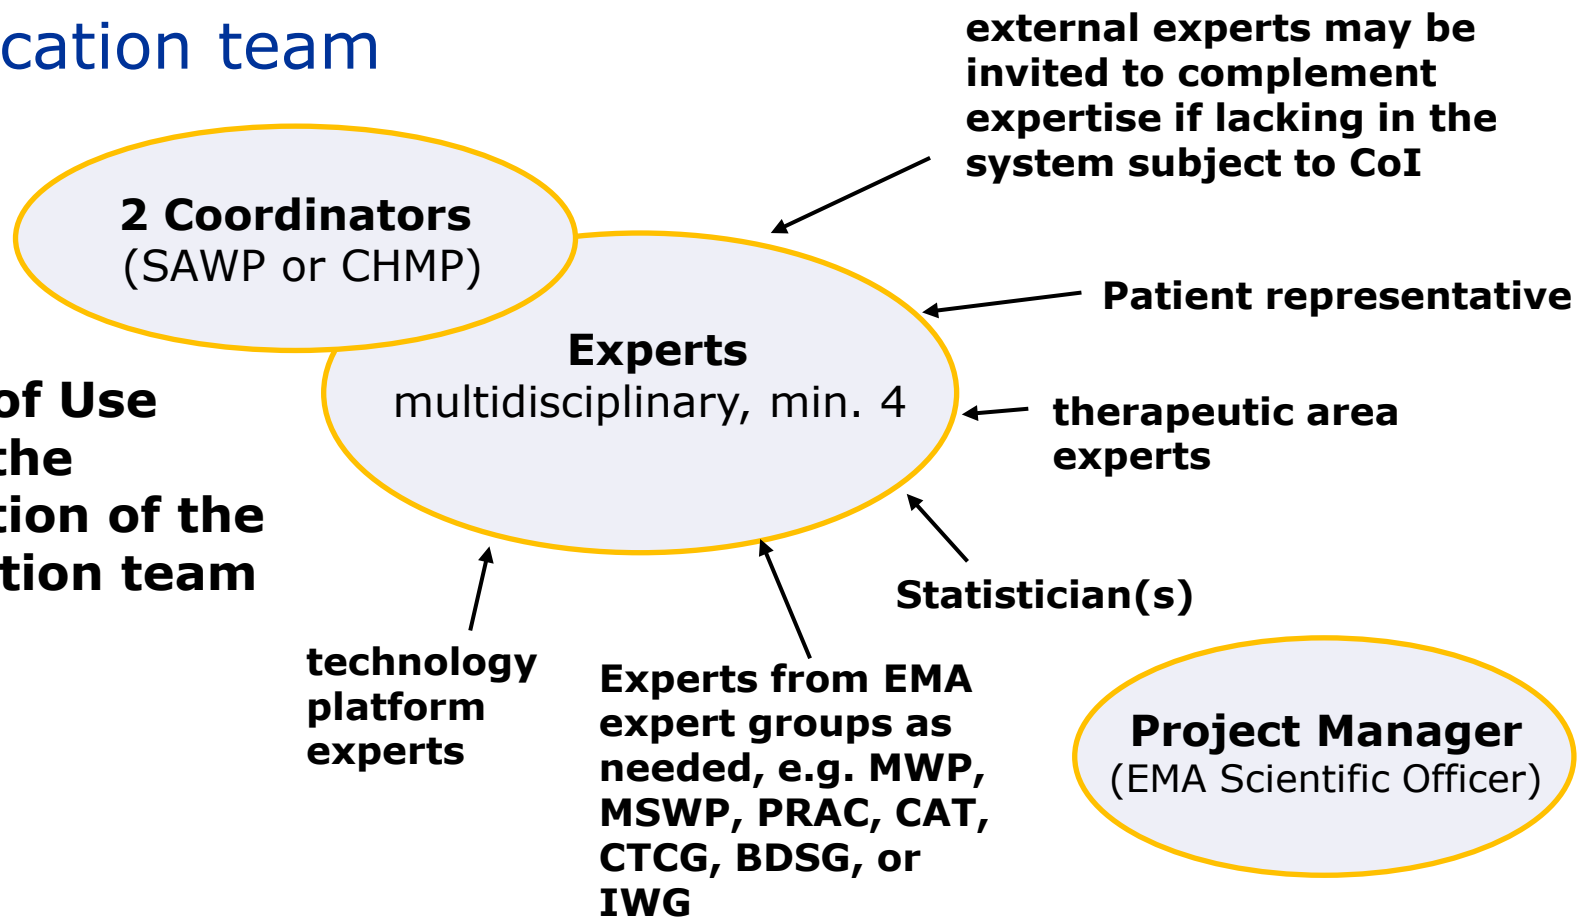 cation team
external experts may be
invited to complement
expertise if lacking in the
system subject to CoI
2 Coordinators
(SAWP or CHMP)
Patient representative
Experts
multidisciplinary, min. 4
of Use
the
tion of the
tion team
therapeutic area
experts
Statistician(s)
technology
platform
experts
Experts from EMA
expert groups as
needed, e.g. MWP,
MSWP, PRAC, CAT,
CTCG, BDSG, or
IWG
Project Manager
(EMA Scientific Officer)